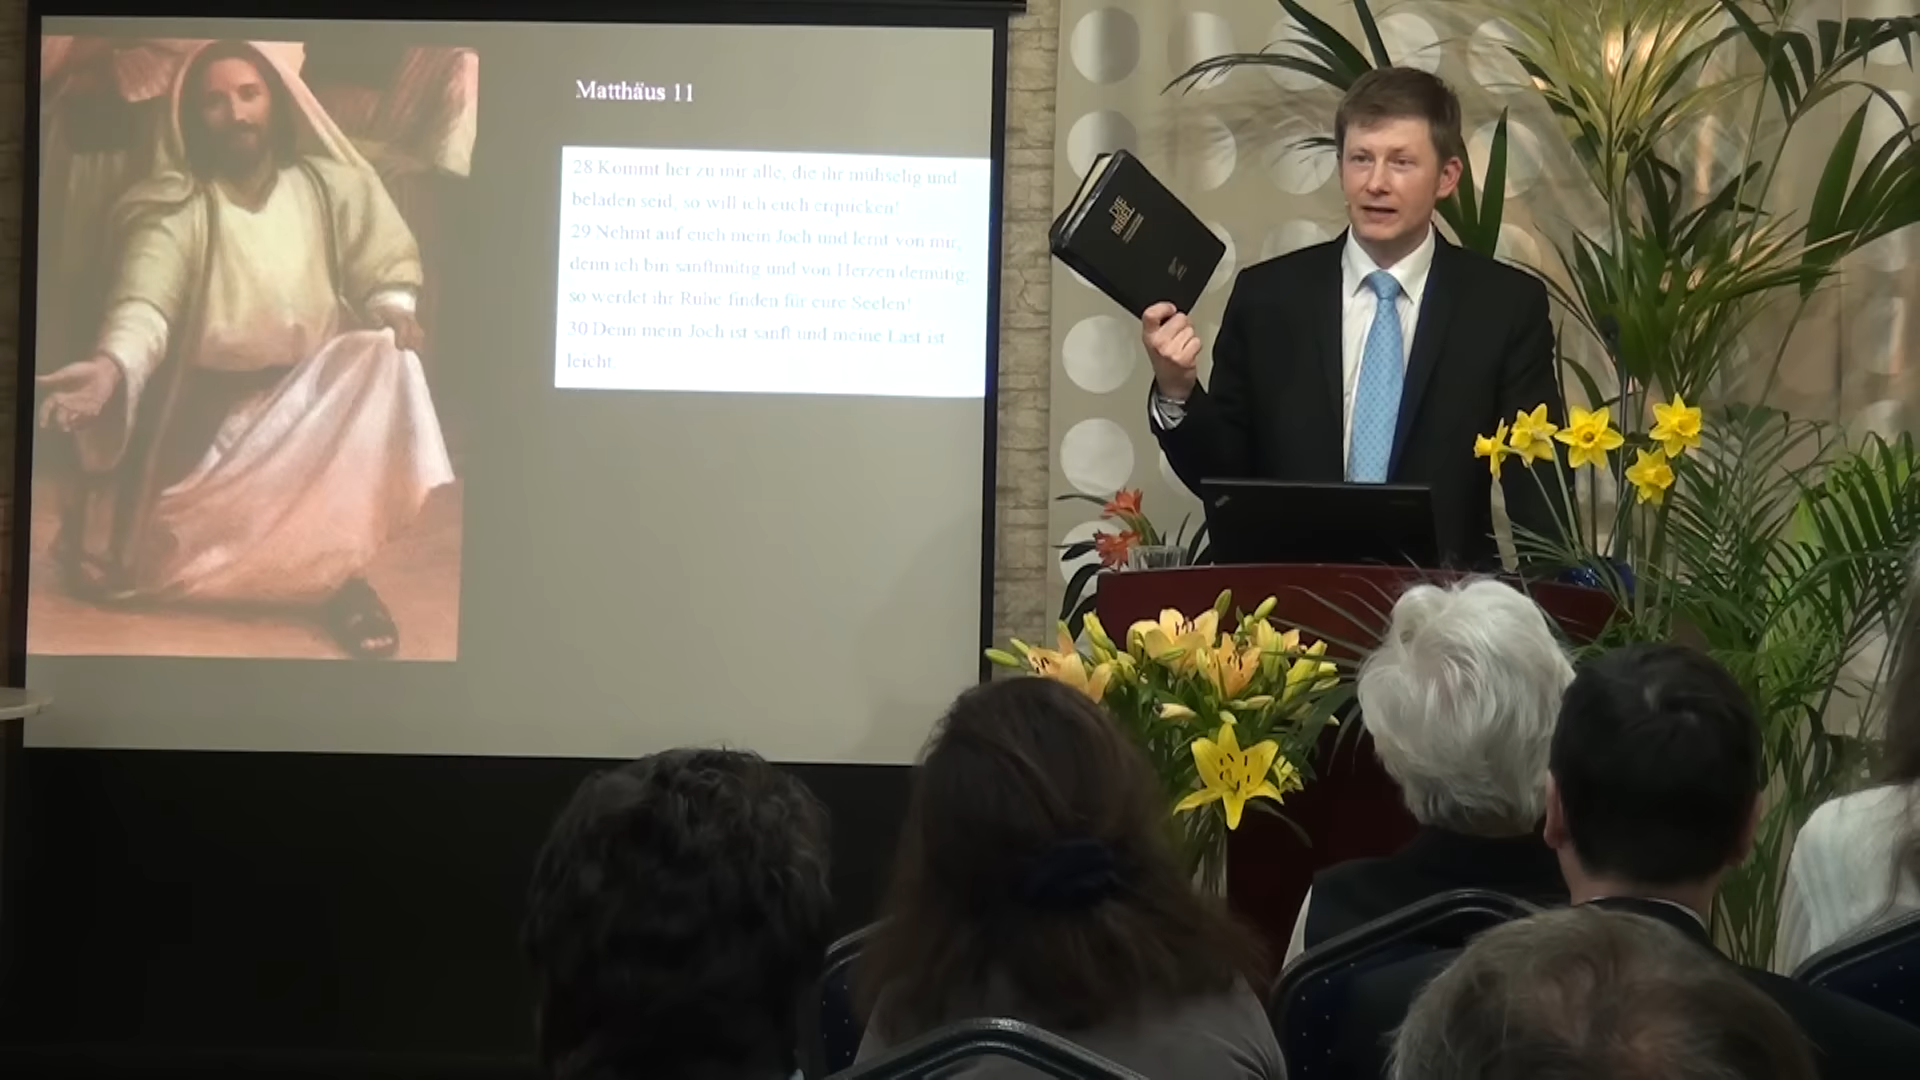 Matthäus 11
28 Kommt her zu mir alle, die ihr mühselig und
beladen seid, so will ich euch erquicken!
29 Nehmt auf euch mein Joch und lernt von mir,
denn ich bin sanftmütig und von Herzen demütig,
so werdet ihr Ruhe finden für eure Seelen!
30 Denn mein Joch ist sanft und meine Last ist
leicht.
DIE
BIBEL